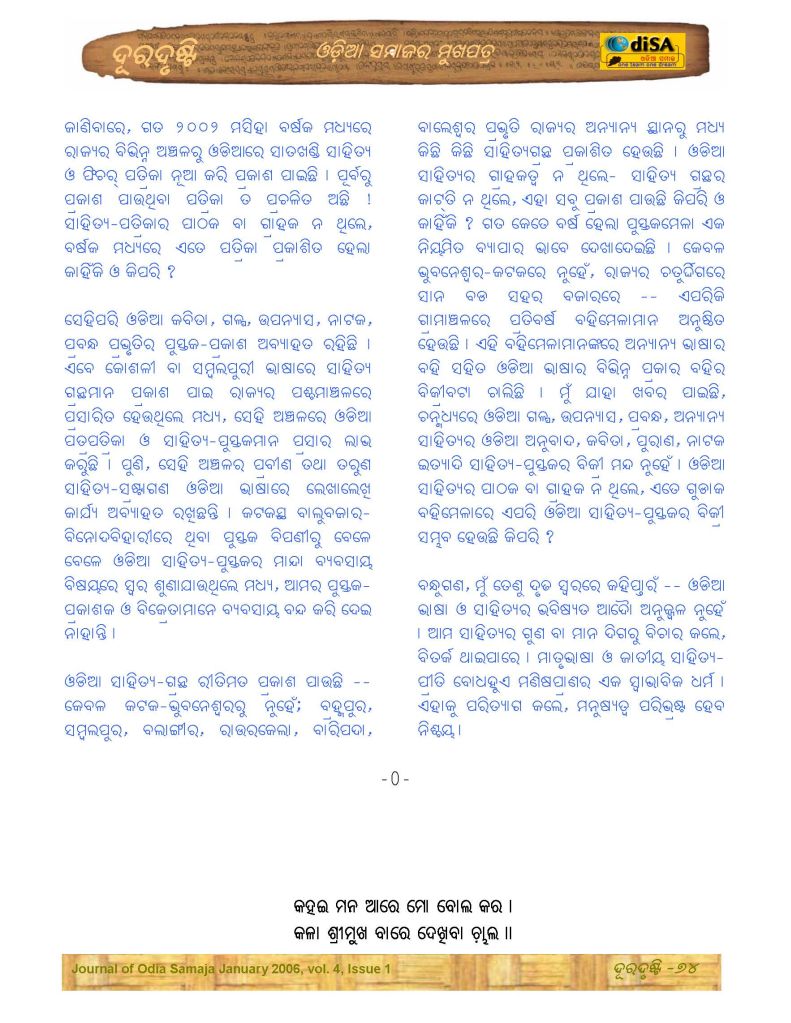 ଦୂରଦୃଷ୍ଟି
ଓଡ଼ିଆ ସମାଜର ମୁଖପତ୍ର
odiSA
ଓଡ଼ିଆ ସମାଜ
one team one dream
ଜାଣିବାରେ, ଗତ ୨୦୦୨ ମସିହା ବର୍ଷକ ମଧ୍ୟରେ
ରାଜ୍ୟର ବିଭିନ୍ନ ଅଞ୍ଚଳରୁ ଓଡିଆରେ ସାତଖଣ୍ଡି ସାହିତ୍ୟ
ଓ ଫିଚର୍ ପତ୍ରିକା ନୂଆ କରି ପ୍ରକାଶ ପାଇଛି । ପୂର୍ବରୁ
ପ୍ରକାଶ ପାଉଥିବା ପତ୍ରିକା ତ ପ୍ରଚଳିତ ଅଛି !
ସାହିତ୍ୟ-ପତ୍ରିକାର ପାଠକ ବା ଗ୍ରାହକ ନ ଥିଲେ,
ବର୍ଷକ ମଧ୍ୟରେ ଏତେ ପତ୍ରିକା ପ୍ରକାଶିତ ହେଲା
କାହିଁକି ଓ କିପରି ?
ସେହିପରି ଓଡିଆ କବିତା, ଗଳ୍ପ, ଉପନ୍ୟାସ, ନାଟକ,
ପ୍ରବନ୍ଧ ପ୍ରଭୃତିର ପୁସ୍ତକ-ପ୍ରକାଶ ଅବ୍ୟାହତ ରହିଛି ।
ଏବେ କୋଶଳୀ ବା ସମ୍ବଲପୁରୀ ଭାଷାରେ ସାହିତ୍ୟ
ଗ୍ରନ୍ଥମାନ ପ୍ରକାଶ ପାଇ ରାଜ୍ୟର ପଶ୍ଚିମାଞ୍ଚଳରେ
ପ୍ରସାରିତ ହେଉଥିଲେ ମଧ୍ୟ, ସେହି ଅଞ୍ଚଳରେ ଓଡିଆ
ପତ୍ରପତ୍ରିକା ଓ ସାହିତ୍ୟ-ପୁସ୍ତକମାନ ପ୍ରସାର ଲାଭ
କରୁଛି । ପୁଣି, ସେହି ଅଞ୍ଚଳର ପ୍ରବୀଣ ତଥା ତରୁଣ
ସାହିତ୍ୟ-ସ୍ରଷ୍ଟାଗଣ ଓଡିଆ ଭାଷାରେ ଲେଖାଲେଖି
କାର୍ଯ୍ୟ ଅବ୍ୟାହତ ରଖିଛନ୍ତି । କଟକସ୍ଥ ବାଲୁବଜାର-
ବିନୋଦବିହାରୀରେ ଥିବା ପୁସ୍ତକ ବିପଣୀରୁ ବେଳେ
ବେଳେ ଓଡିଆ ସାହିତ୍ୟ-ପୁସ୍ତକର ମାନ୍ଦା ବ୍ୟବସାୟ
ବିଷୟରେ ସ୍ୱର ଶୁଣାଯାଉଥିଲେ ମଧ୍ୟ, ଆମର ପୁସ୍ତକ-
ପ୍ରକାଶକ ଓ ବିକ୍ରେତାମାନେ ବ୍ୟବସାୟ ବନ୍ଦ କରି ଦେଇ
ନାହାନ୍ତି ।
ଓଡିଆ ସାହିତ୍ୟ-ଗ୍ରନ୍ଥ ରୀତିମତ ପ୍ରକାଶ ପାଉଛି --
କେବଳ କଟକ-ଭୁବନେଶ୍ୱରରୁ ନୁହେଁ; ବ୍ରହ୍ମପୁର,
ସମ୍ବଲପୁର, ବଲାଙ୍ଗୀର, ରାଉରକେଲା, ବାରିପଦା,
ବାଲେଶ୍ୱର ପ୍ରଭୃତି ରାଜ୍ୟର ଅନ୍ୟାନ୍ୟ ସ୍ଥାନରୁ ମଧ୍ୟ
କିଛି କିଛି ସାହିତ୍ୟଗ୍ରନ୍ଥ ପ୍ରକାଶିତ ହେଉଛି । ଓଡିଆ
ସାହିତ୍ୟର ଗ୍ରାହକତ୍ୱ ନ ଥିଲେ- ସାହିତ୍ୟ ଗ୍ରନ୍ଥର
କାଟ୍ତି ନ ଥିଲେ, ଏହା ସବୁ ପ୍ରକାଶ ପାଉଛି କିପରି ଓ
କାହିଁକି ? ଗତ କେତେ ବର୍ଷ ହେଲା ପୁସ୍ତକମେଳା ଏକ
ନିୟମିତ ବ୍ୟାପାର ଭାବେ ଦେଖାଦେଇଛି । କେବଳ
ଭୁବନେଶ୍ୱର-କଟକରେ ନୁହେଁ, ରାଜ୍ୟର ଚତୁର୍ଦ୍ଦିଗରେ
ସାନ ବଡ ସହର ବଜାରରେ -- ଏପରିକି
ଗ୍ରାମାଞ୍ଚଳରେ ପ୍ରତିବର୍ଷ ବହିମେଳାମାନ ଅନୁଷ୍ଠିତ
ହେଉଛି । ଏହି ବହିମେଳାମାନଙ୍କରେ ଅନ୍ୟାନ୍ୟ ଭାଷାର
ବହି ସହିତ ଓଡିଆ ଭାଷାର ବିଭିନ୍ନ ପ୍ରକାର ବହିର
ବିକ୍ରୀବଟା ଚାଲିଛି । ମୁଁ ଯାହା ଖବର ପାଇଛି,
ତନ୍ମଧ୍ୟରେ ଓଡିଆ ଗଳ୍ପ, ଉପନ୍ୟାସ, ପ୍ରବନ୍ଧ, ଅନ୍ୟାନ୍ୟ
ସାହିତ୍ୟର ଓଡିଆ ଅନୁବାଦ, କବିତା, ପୁରାଣ, ନାଟକ
ଇତ୍ୟାଦି ସାହିତ୍ୟ-ପୁସ୍ତକର ବିକ୍ରୀ ମନ୍ଦ ନୁହେଁ । ଓଡିଆ
ସାହିତ୍ୟର ପାଠକ ବା ଗ୍ରାହକ ନ ଥିଲେ, ଏତେ ଗୁଡାକ
ବହିମେଳାରେ ଏପରି ଓଡିଆ ସାହିତ୍ୟ-ପୁସ୍ତକର ବିକ୍ରୀ
ସମ୍ଭବ ହେଉଛି କିପରି ?
ବନ୍ଧୁଗଣ, ମୁଁ ତେଣୁ ଦୃଢ ସ୍ୱରରେ କହିପାରେଁ -- ଓଡିଆ
ଭାଷା ଓ ସାହିତ୍ୟର ଭବିଷ୍ୟତ ଆଦୌ ଅନୁଜ୍ଜ୍ୱଳ ନୁହେଁ
। ଆମ ସାହିତ୍ୟର ଗୁଣ ବା ମାନ ଦିଗରୁ ବିଚାର କଲେ,
ବିତର୍କ ଥାଇପାରେ । ମାତୃଭାଷା ଓ ଜାତୀୟ ସାହିତ୍ୟ-
ପ୍ରୀତି ବୋଧହୁଏ ମଣିଷପ୍ରାଣର ଏକ ସ୍ୱାଭାବିକ ଧର୍ମ ।
ଏହାକୁ ପରିତ୍ୟାଗ କଲେ, ମନୁଷ୍ୟତ୍ୱ ପରିଭ୍ରଷ୍ଟ ହେବ
ନିଶ୍ଚୟ।
-0-
କହଇ ମନ ଆରେ ମୋ ବୋଲ କର ।
କଳା ଶ୍ରୀମୁଖ ବାରେ ଦେଖିବା ଚାଲ ॥
Journal of Odia Samaja January 2006, vol. 4, Issue 1
ଦୂରଦୃଷ୍ଟି -୭୪